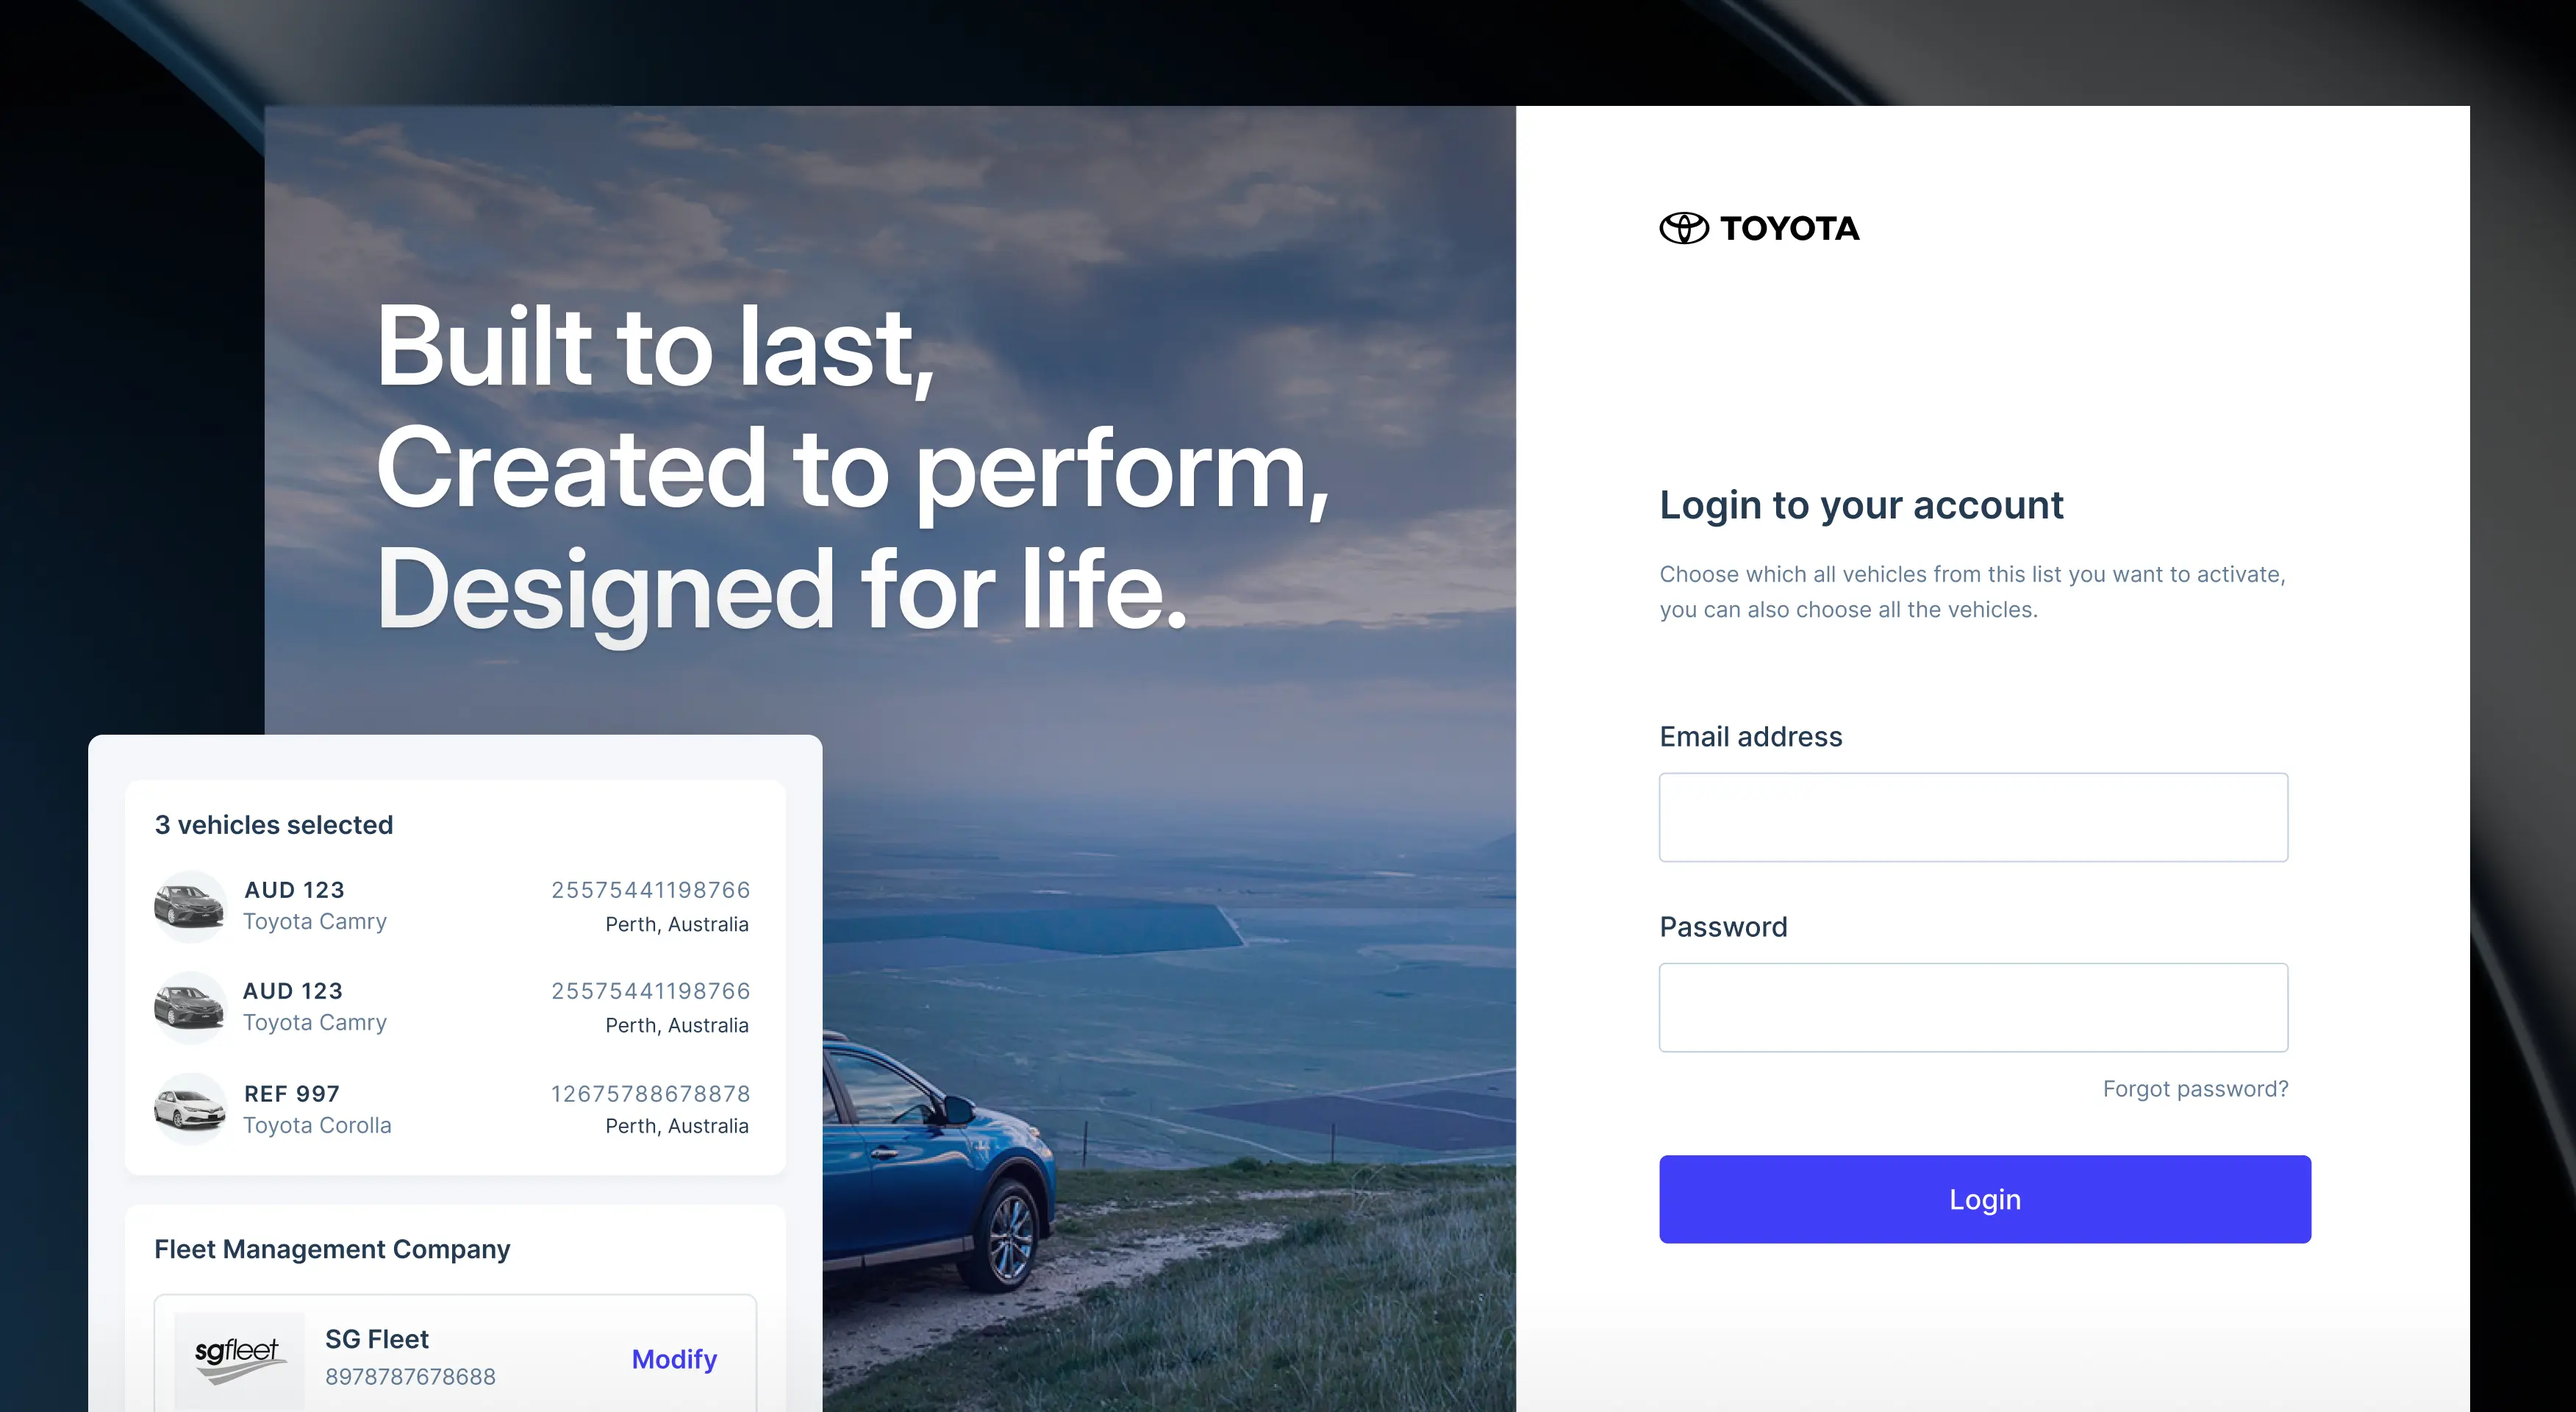 Built to last,
Created to perform,
Designed for life.
3 vehicles selected
AUD 123
Toyota Camry
25575441198766
Perth, Australia
AUD 123
Toyota Camry
25575441198766
Perth, Australia
REF 997
Toyota Corolla
12675788678878
Perth, Australia
Fleet Management Company
sgfleet
SG Fleet
8978787678688
Modify
TOYOTA
Login to your account
Choose which all vehicles from this list you want to activate,
you can also choose all the vehicles.
Email address
Password
Forgot password?
Login